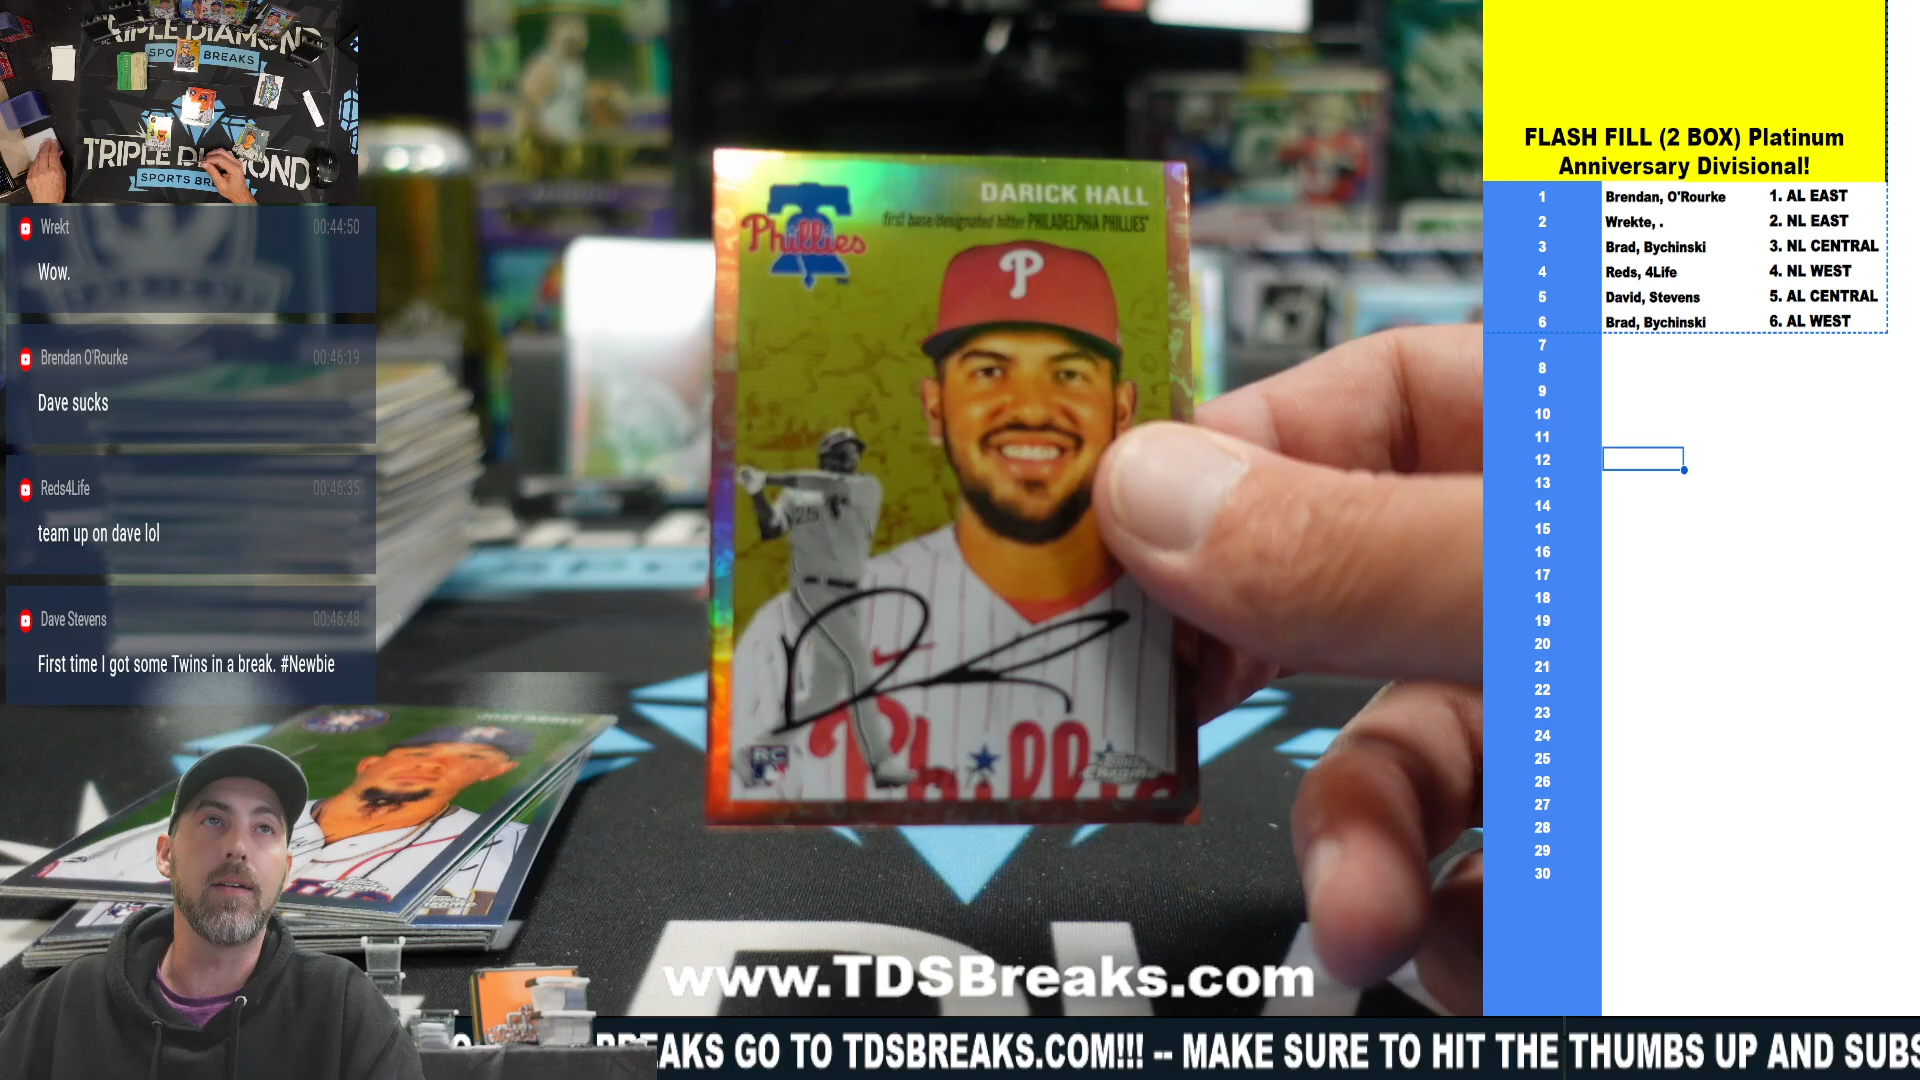 TRIPLE DIAMOND
SPORTS BREAKS
TRIPLE DIAMOND
Wrekt 00:44:50
Wow.
Brendan O'Rourke 00:46:19
Dave sucks
Reds4Life 00:46:35
team up on dave lol
Dave Stevens 00:46:48
First time I got some Twins in a break. #Newbie
DARICK HALL
first base/designated hitter PHILADELPHIA PHILLIES
Phillies
P
25
RC
Topps Chrome
www.TDSBreaks.com
BREAKS GO TO TDSBREAKS.COM!!! -- MAKE SURE TO HIT THE THUMBS UP AND SUBS
FLASH FILL (2 BOX) Platinum
Anniversary Divisional!
1 Brendan, O'Rourke 1. AL EAST
2 Wrekte, . 2. NL EAST
3 Brad, Bychinski 3. NL CENTRAL
4 Reds, 4Life 4. NL WEST
5 David, Stevens 5. AL CENTRAL
6 Brad, Bychinski 6. AL WEST
7
8
9
10
11
12
13
14
15
16
17
18
19
20
21
22
23
24
25
26
27
28
29
30